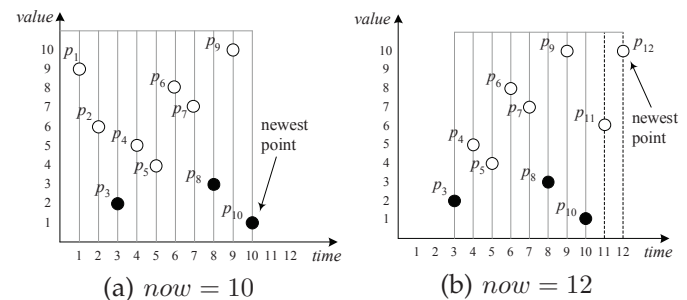 value
10
9
8
7
6
5
4
3
2
1
p1
p2
p3
p4
p5
p6
p7
p8
p9
p10
newest
point
1 2 3 4 5 6 7 8 9 10 11 12 time
(a) now = 10
value
10
9
8
7
6
5
4
3
2
1
p3
p4
p5
p6
p7
p8
p9
p10
p11
p12
newest
point
1 2 3 4 5 6 7 8 9 10 11 12 time
(b) now = 12